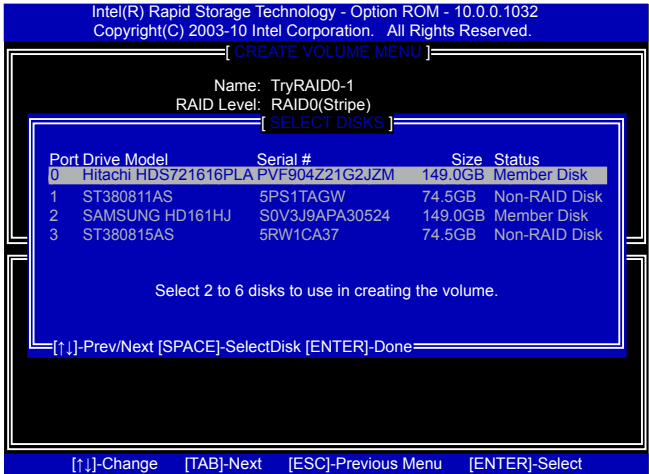 Intel(R) Rapid Storage Technology - Option ROM - 10.0.0.1032
Copyright(C) 2003-10 Intel Corporation.   All Rights Reserved.
[ CREATE VOLUME MENU ]
Name:  TryRAID0-1
RAID Level:  RAID0(Stripe)
[ SELECT DISKS ]
Port Drive Model Serial # Size Status
0 Hitachi HDS721616PLA PVF904Z21G2JZM 149.0GB Member Disk
1 ST380811AS 5PS1TAGW 74.5GB Non-RAID Disk
2 SAMSUNG HD161HJ S0V3J9APA30524 149.0GB Member Disk
3 ST380815AS 5RW1CA37 74.5GB Non-RAID Disk
Select 2 to 6 disks to use in creating the volume.
[↑↓]-Prev/Next [SPACE]-SelectDisk [ENTER]-Done
[↑↓]-Change [TAB]-Next [ESC]-Previous Menu [ENTER]-Select